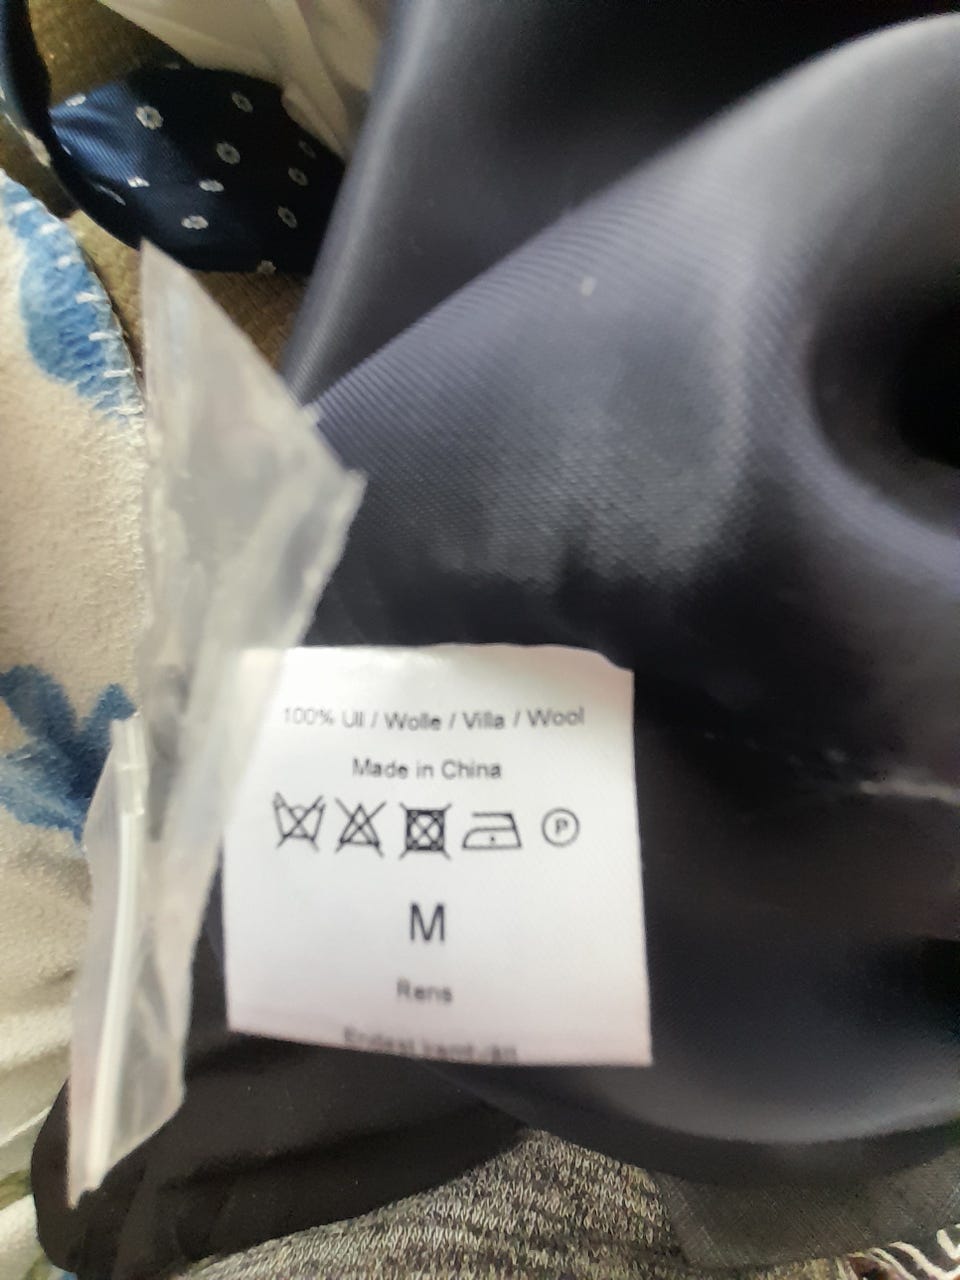 100% Ull / Wolle / Villa / Wool
Made in China
P
M
Rens